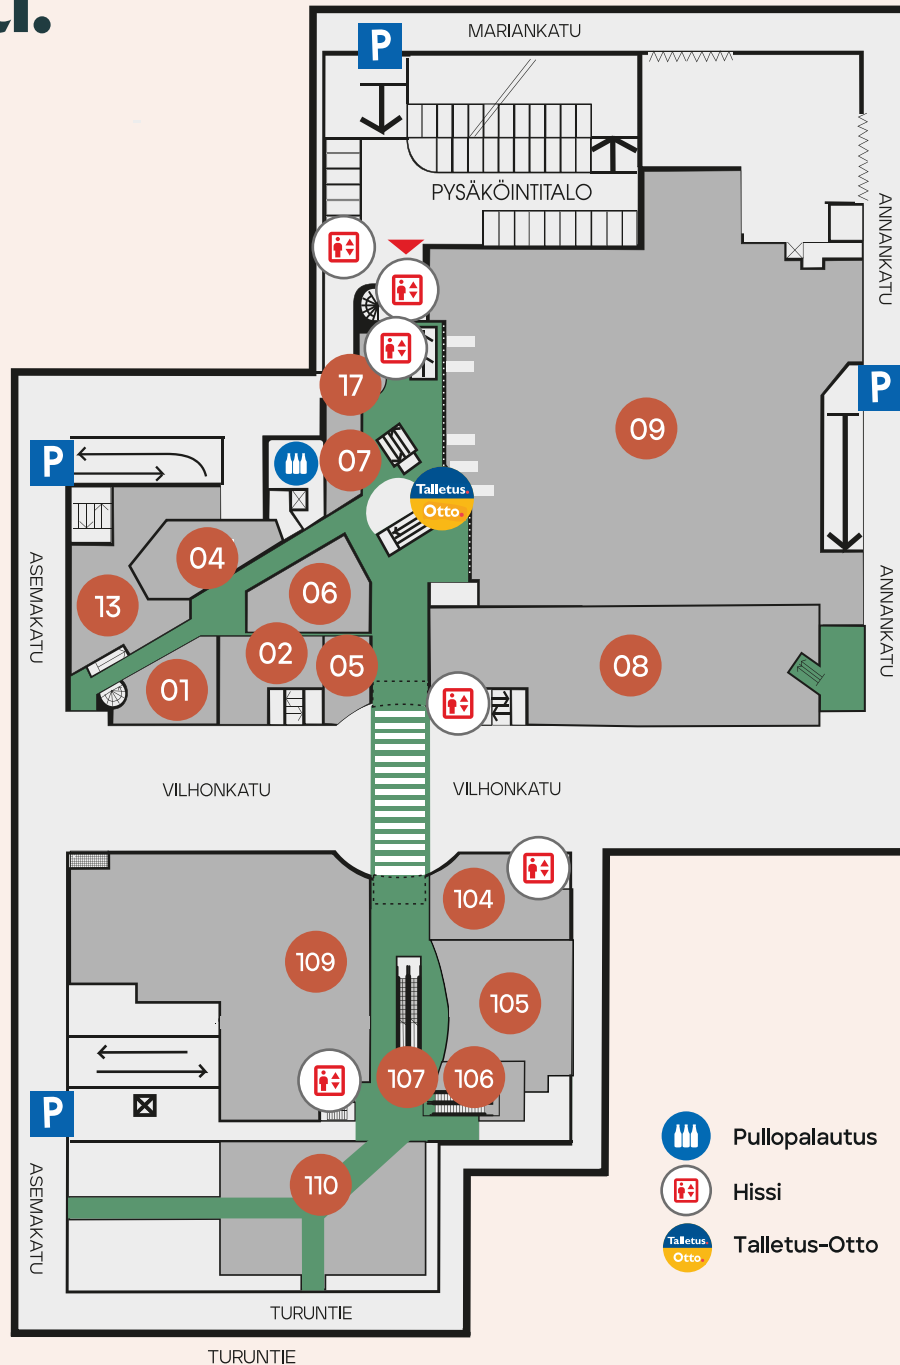 MARIANKATU
P
PYSÄKÖINTITALO
ANNANKATU
P
17
09
07
P
Talletus.
Otto.
04
ASEMAKATU
13
06
ANNANKATU
02
05
08
01
VILHONKATU
VILHONKATU
104
109
105
107
106
P
110
ASEMAKATU
Pullopalautus
Hissi
Talletus.
Otto.
Talletus-Otto
TURUNTIE
TURUNTIE